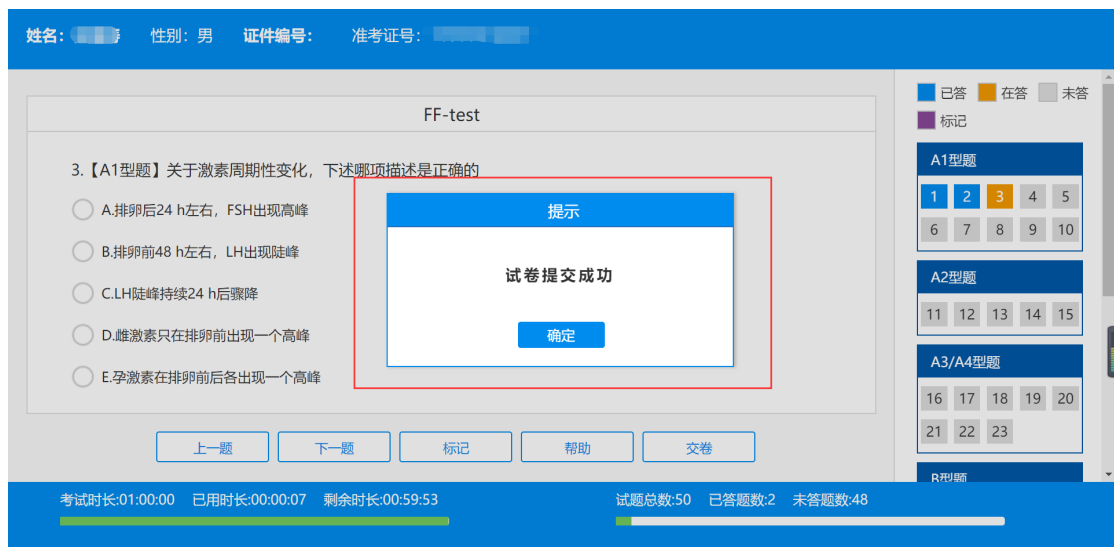 姓名： 性别：男 证件编号： 准考证号：
已答 在答 未答
标记
FF-test
3.【A1型题】关于激素周期性变化，下述哪项描述是正确的
A.排卵后24 h左右，FSH出现高峰
B.排卵前48 h左右，LH出现陡峰
C.LH陡峰持续24 h后骤降
D.雌激素只在排卵前出现一个高峰
E.孕激素在排卵前后各出现一个高峰
提示
试卷提交成功
确定
上一题 下一题 标记 帮助 交卷
A1型题
1 2 3 4 5
6 7 8 9 10
A2型题
11 12 13 14 15
A3/A4型题
16 17 18 19 20
21 22 23
B型题
考试时长:01:00:00 已用时长:00:00:07 剩余时长:00:59:53
试题总数:50 已答题数:2 未答题数:48